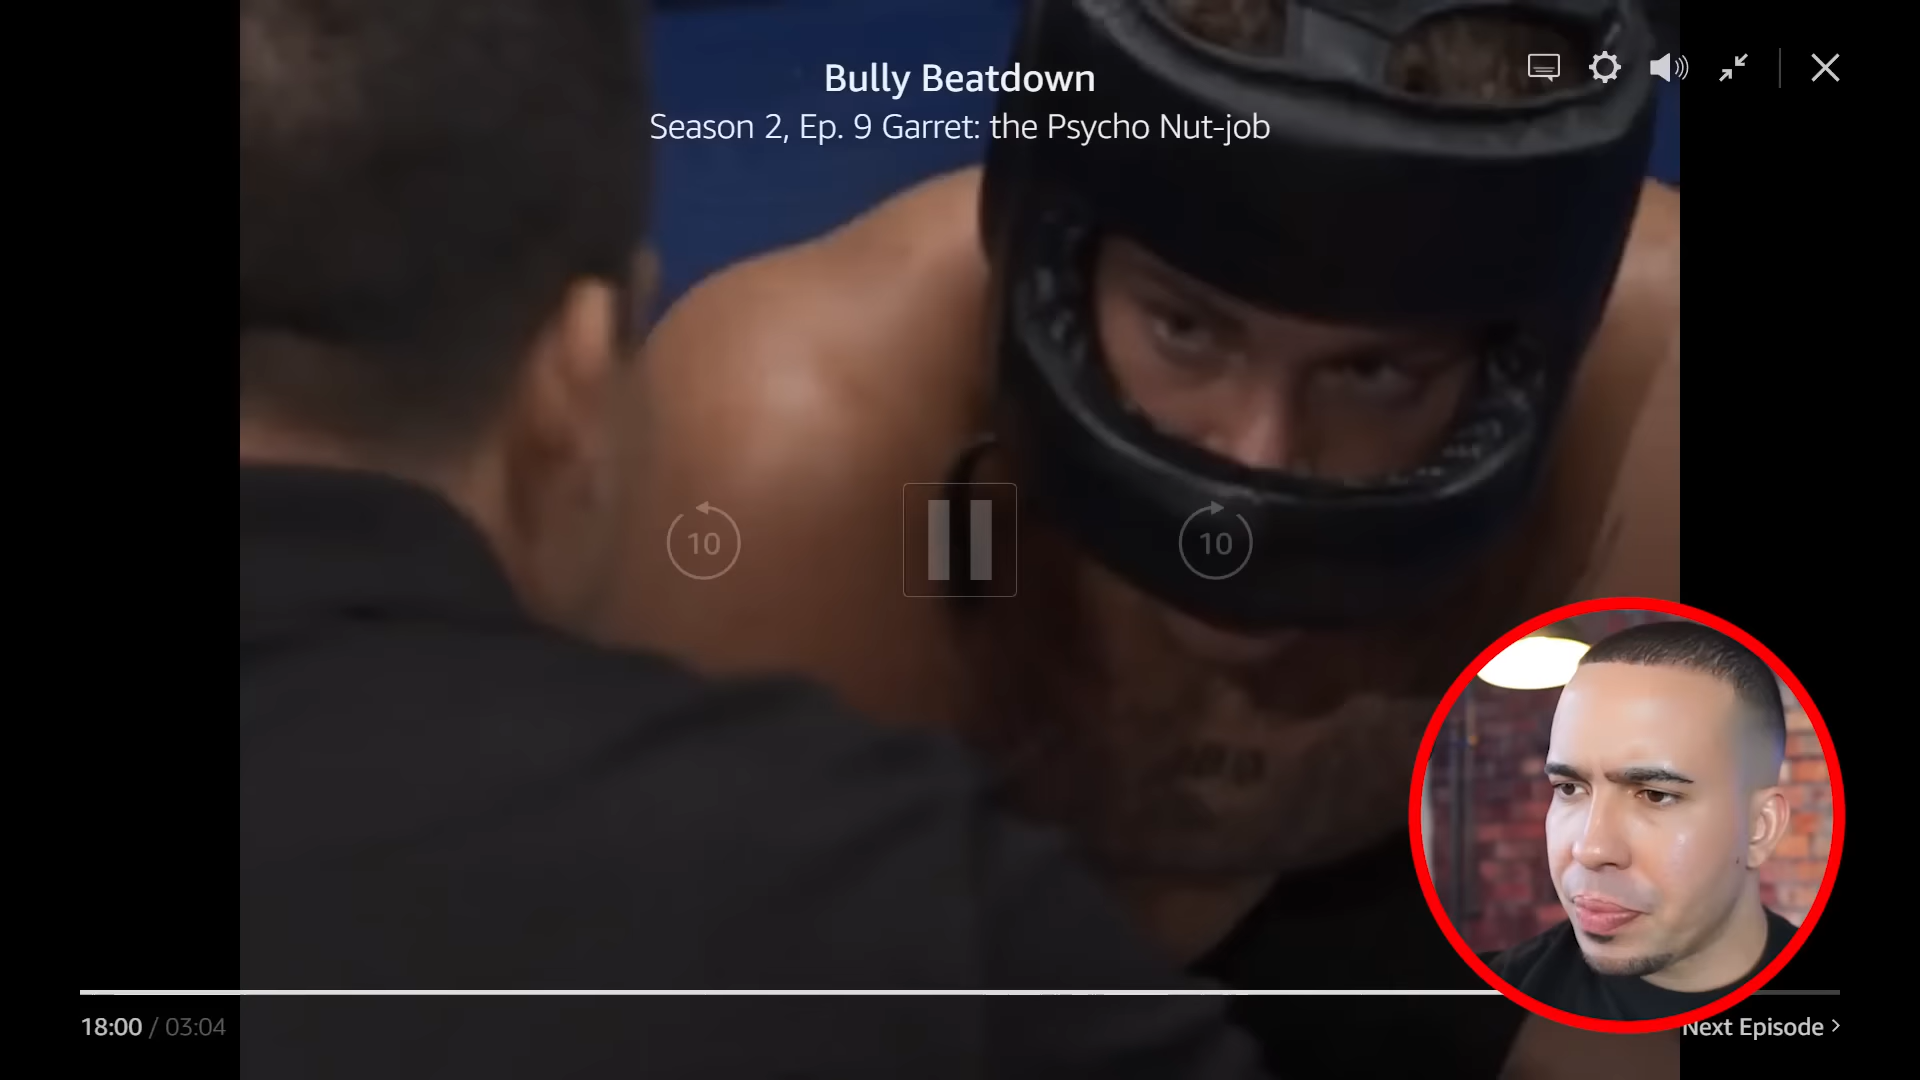 Bully Beatdown
Season 2, Ep. 9 Garret: the Psycho Nut-job
10
10
18:00 / 03:04
Next Episode